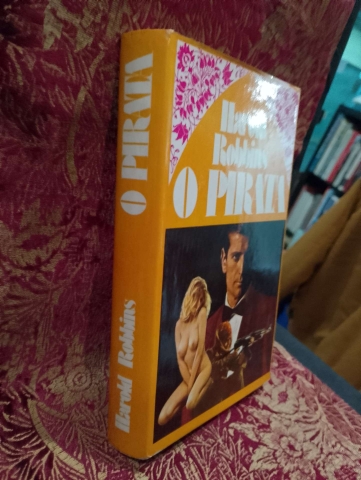 Harold
Robbins
O PIRATA
O PIRATA
Harold Robbins